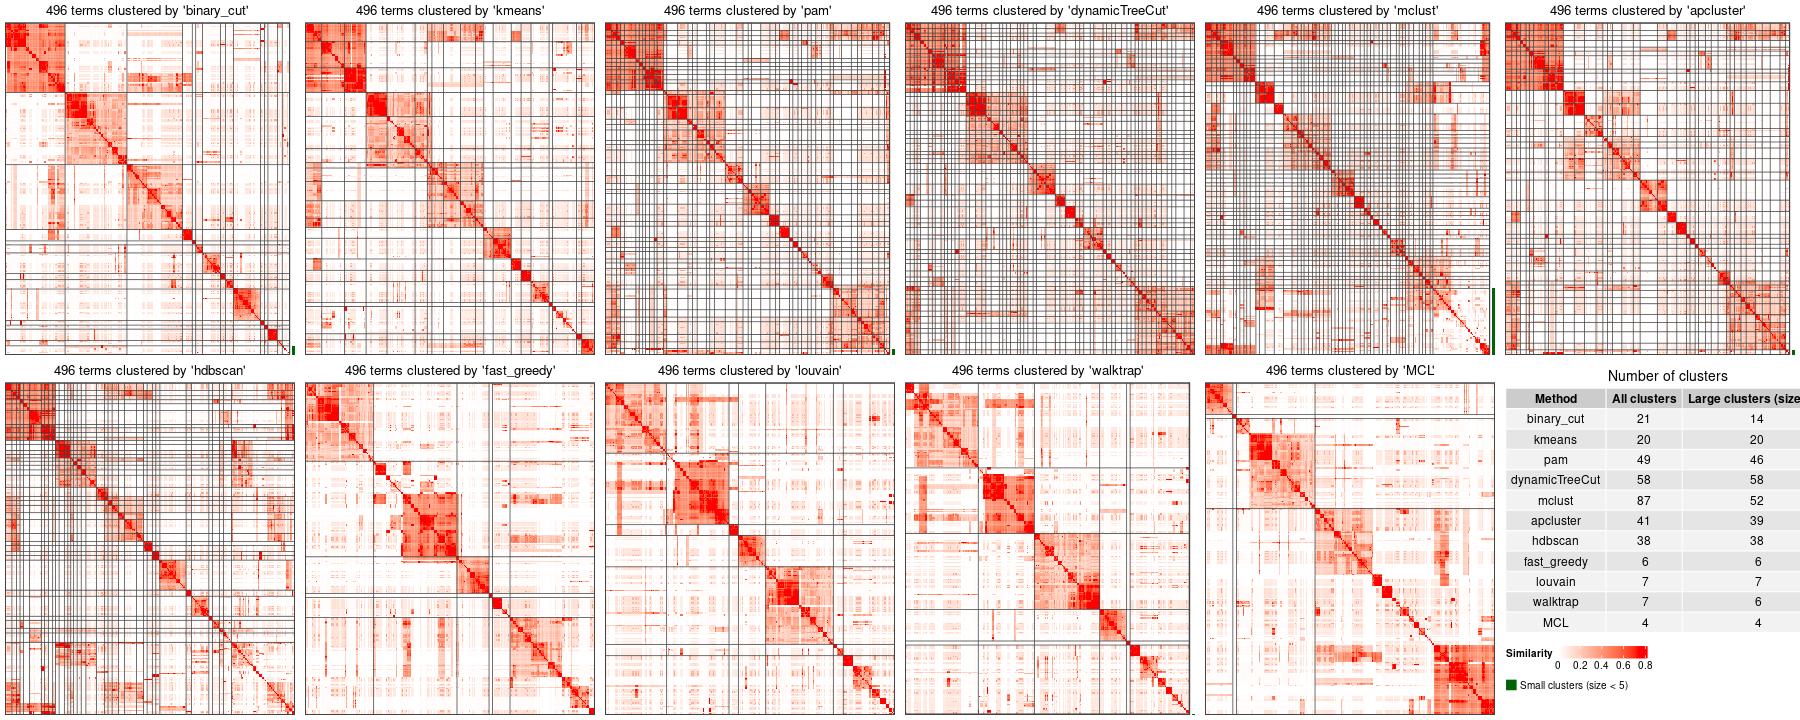 496 terms clustered by 'binary_cut'
496 terms clustered by 'kmeans'
496 terms clustered by 'pam'
496 terms clustered by 'dynamicTreeCut'
496 terms clustered by 'mclust'
496 terms clustered by 'apcluster'
496 terms clustered by 'hdbscan'
496 terms clustered by 'fast_greedy'
496 terms clustered by 'louvain'
496 terms clustered by 'walktrap'
496 terms clustered by 'MCL'
Number of clusters
Method All clusters Large clusters (size
binary_cut 21 14
kmeans 20 20
pam 49 46
dynamicTreeCut 58 58
mclust 87 52
apcluster 41 39
hdbscan 38 38
fast_greedy 6 6
louvain 7 7
walktrap 7 6
MCL 4 4
Similarity
0 0.2 0.4 0.6 0.8
Small clusters (size < 5)